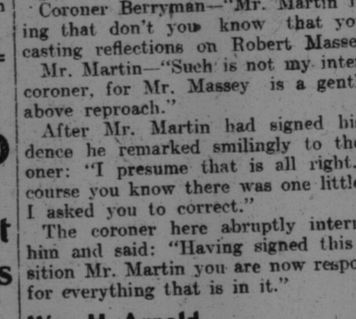 Coroner Berryman—"Mr. Martin
ing that don't you know that yo
casting reflections on Robert Masse
Mr. Martin—"Such is not my inte
coroner, for Mr. Massey is a gent
above reproach."
After Mr. Martin had signed hi
dence he remarked smilingly to th
oner: "I presume that is all right.
course you know there was one littl
I asked you to correct."
The coroner here abruptly inter
him and said: "Having signed this
sition Mr. Martin you are now respo
for everything that is in it."